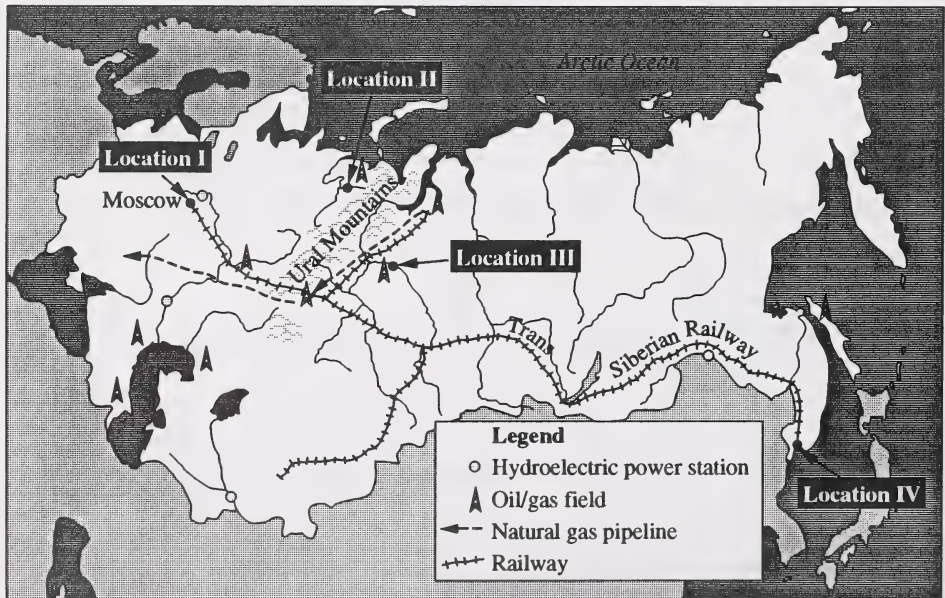 Arctic Ocean
Location II
Location I
Moscow
Ural Mountains
Location III
Trans
Siberian Railway
Legend
Hydroelectric power station
Oil/gas field
Natural gas pipeline
Railway
Location IV